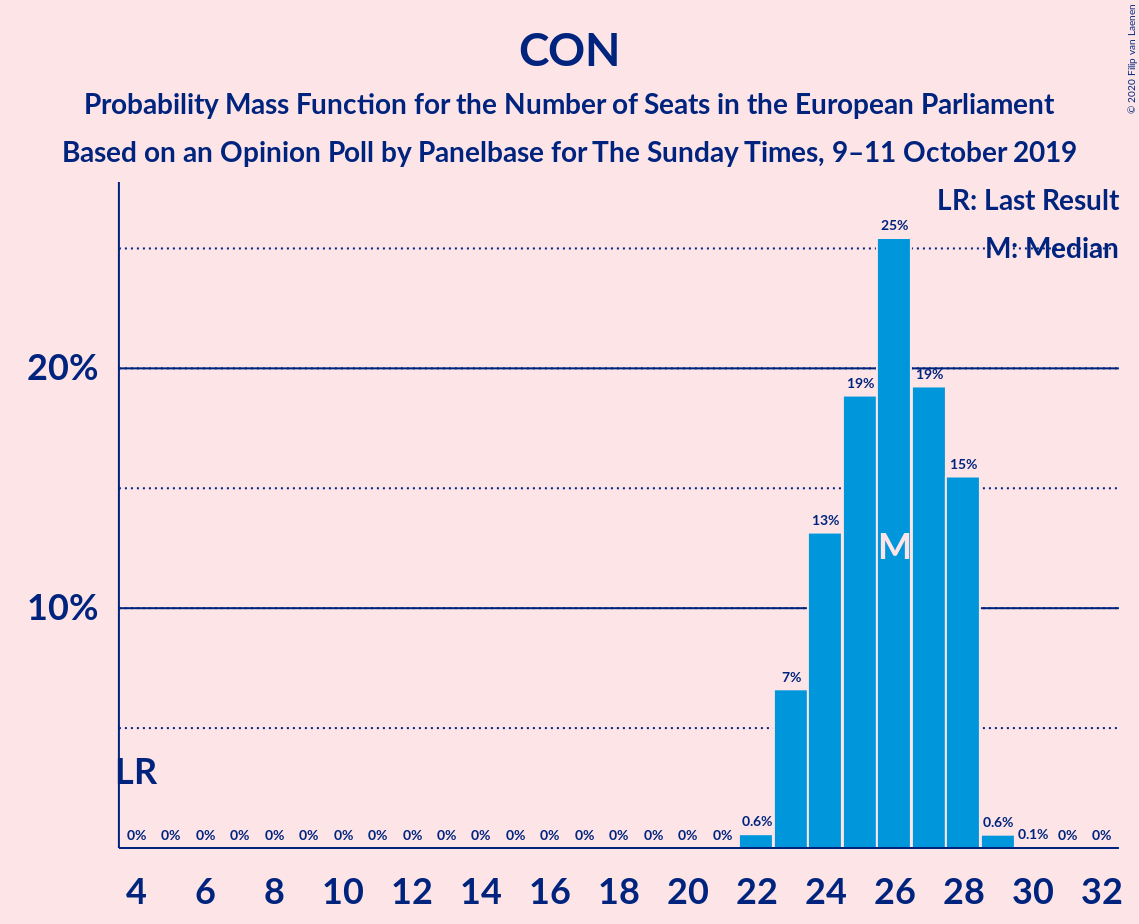 CON
Probability Mass Function for the Number of Seats in the European Parliament
Based on an Opinion Poll by Panelbase for The Sunday Times, 9–11 October 2019
© 2020 Filip van Laenen
LR: Last Result
M: Median
25%
20%
19%
19%
15%
13%
M
10%
7%
LR
0% 0% 0% 0% 0% 0% 0% 0% 0% 0% 0% 0% 0% 0% 0% 0% 0% 0% 0.6% 0.6% 0.1% 0% 0%
4 6 8 10 12 14 16 18 20 22 24 26 28 30 32